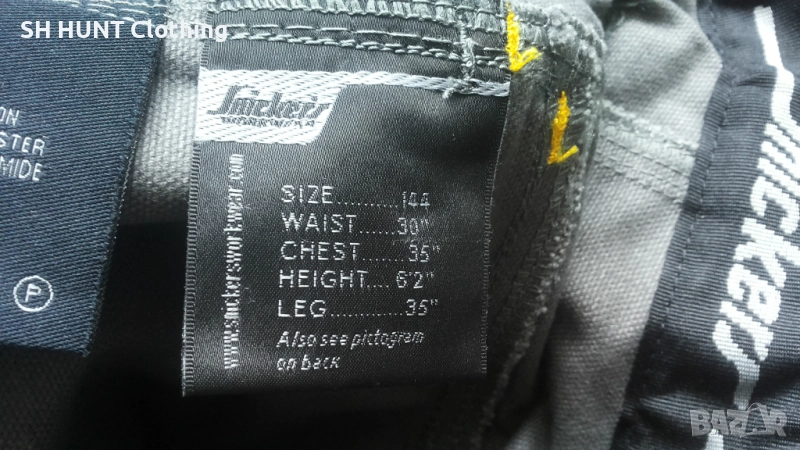 SH HUNT Clothing
ON
STER
MIDE
P
Snickers
WORKWEAR
www.snickersworkwear.com
SIZE..........144
WAIST.....30"
CHEST......35"
HEIGHT....6'2"
LEG...........35"
Also see pictogram
on back
Snickers
BAZAR